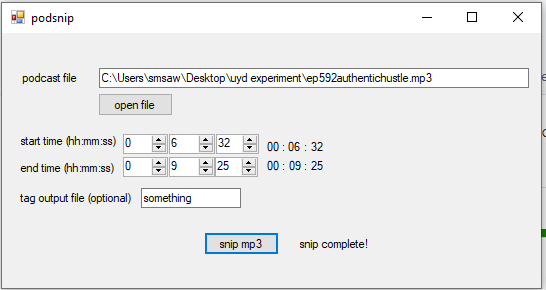 podsnip
podcast file C:\Users\smsaw\Desktop\uyd experiment\ep592authentichustle.mp3
open file
start time (hh:mm:ss) 0 6 32 00 : 06 : 32
end time (hh:mm:ss) 0 9 25 00 : 09 : 25
tag output file (optional) something
snip mp3 snip complete!